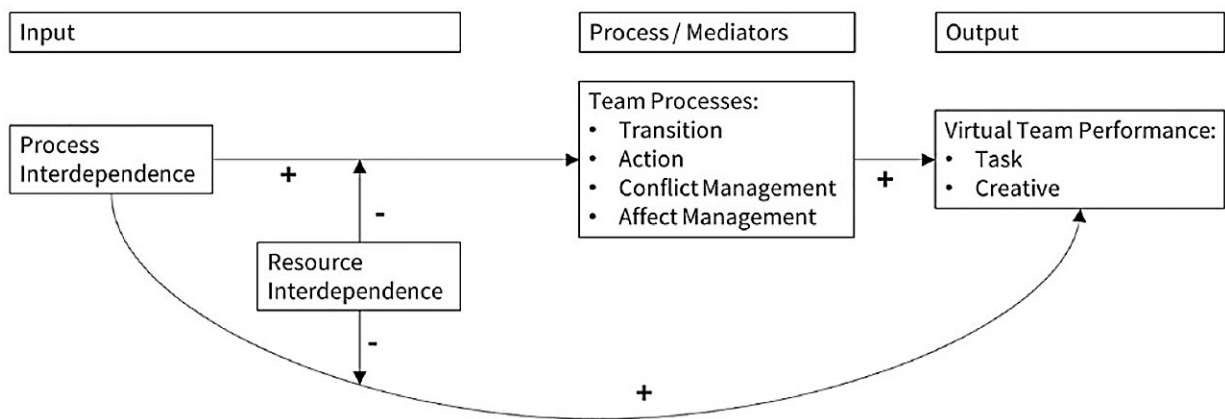 Input
Process / Mediators
Output
Process
Interdependence
+
-
Resource
Interdependence
-
Team Processes:
• Transition
• Action
• Conflict Management
• Affect Management
+
Virtual Team Performance:
• Task
• Creative
+